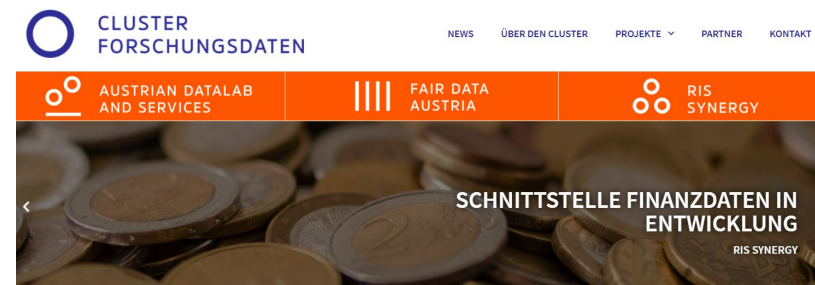 CLUSTER
FORSCHUNGSDATEN
NEWS
ÜBER DEN CLUSTER
PROJEKTE
PARTNER
KONTAKT
AUSTRIAN DATALAB
AND SERVICES
FAIR DATA
AUSTRIA
RIS
SYNERGY
SCHNITTSTELLE FINANZDATEN IN
ENTWICKLUNG
RIS SYNERGY